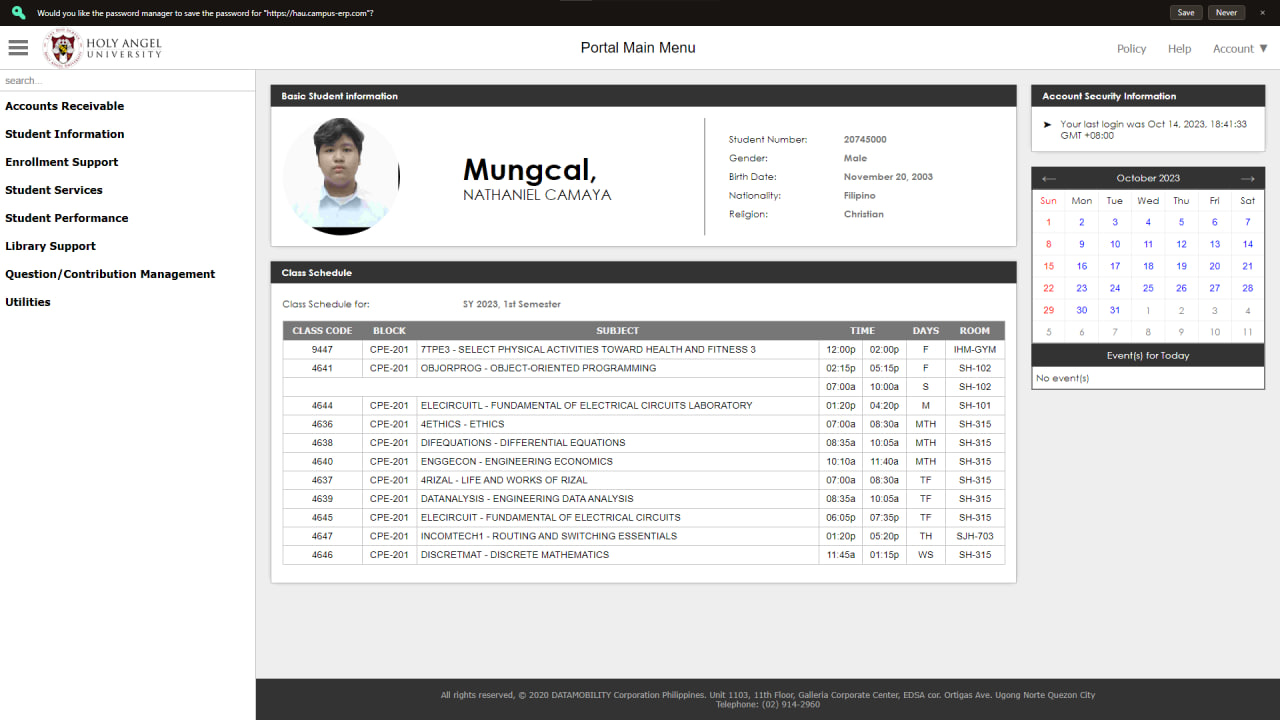 Would you like the password manager to save the password for "https://hau.campus-erp.com"? Save Never ×
HOLY ANGEL
UNIVERSITY
Portal Main Menu
Policy Help Account ▼
search...
Accounts Receivable
Student Information
Enrollment Support
Student Services
Student Performance
Library Support
Question/Contribution Management
Utilities
Basic Student information
Mungcal,
NATHANIEL CAMAYA
Student Number: 20745000
Gender: Male
Birth Date: November 20, 2003
Nationality: Filipino
Religion: Christian
Class Schedule
Class Schedule for: SY 2023, 1st Semester
CLASS CODE BLOCK SUBJECT TIME DAYS ROOM
9447 CPE-201 7TPE3 - SELECT PHYSICAL ACTIVITIES TOWARD HEALTH AND FITNESS 3 12:00p 02:00p F IHM-GYM
4641 CPE-201 OBJORPROG - OBJECT-ORIENTED PROGRAMMING 02:15p 05:15p F SH-102
07:00a 10:00a S SH-102
4644 CPE-201 ELECIRCUITL - FUNDAMENTAL OF ELECTRICAL CIRCUITS LABORATORY 01:20p 04:20p M SH-101
4636 CPE-201 4ETHICS - ETHICS 07:00a 08:30a MTH SH-315
4638 CPE-201 DIFEQUATIONS - DIFFERENTIAL EQUATIONS 08:35a 10:05a MTH SH-315
4640 CPE-201 ENGGECON - ENGINEERING ECONOMICS 10:10a 11:40a MTH SH-315
4637 CPE-201 4RIZAL - LIFE AND WORKS OF RIZAL 07:00a 08:30a TF SH-315
4639 CPE-201 DATANALYSIS - ENGINEERING DATA ANALYSIS 08:35a 10:05a TF SH-315
4645 CPE-201 ELECIRCUIT - FUNDAMENTAL OF ELECTRICAL CIRCUITS 06:05p 07:35p TF SH-315
4647 CPE-201 INCOMTECH1 - ROUTING AND SWITCHING ESSENTIALS 01:20p 05:20p TH SJH-703
4646 CPE-201 DISCRETMAT - DISCRETE MATHEMATICS 11:45a 01:15p WS SH-315
Account Security Information
➤ Your last login was Oct 14, 2023, 18:41:33
GMT +08:00
← October 2023 →
Sun Mon Tue Wed Thu Fri Sat
1 2 3 4 5 6 7
8 9 10 11 12 13 14
15 16 17 18 19 20 21
22 23 24 25 26 27 28
29 30 31 1 2 3 4
5 6 7 8 9 10 11
Event(s) for Today
No event(s)
All rights reserved, © 2020 DATAMOBILITY Corporation Philippines. Unit 1103, 11th Floor, Galleria Corporate Center, EDSA cor. Ortigas Ave. Ugong Norte Quezon City
Telephone: (02) 914-2960